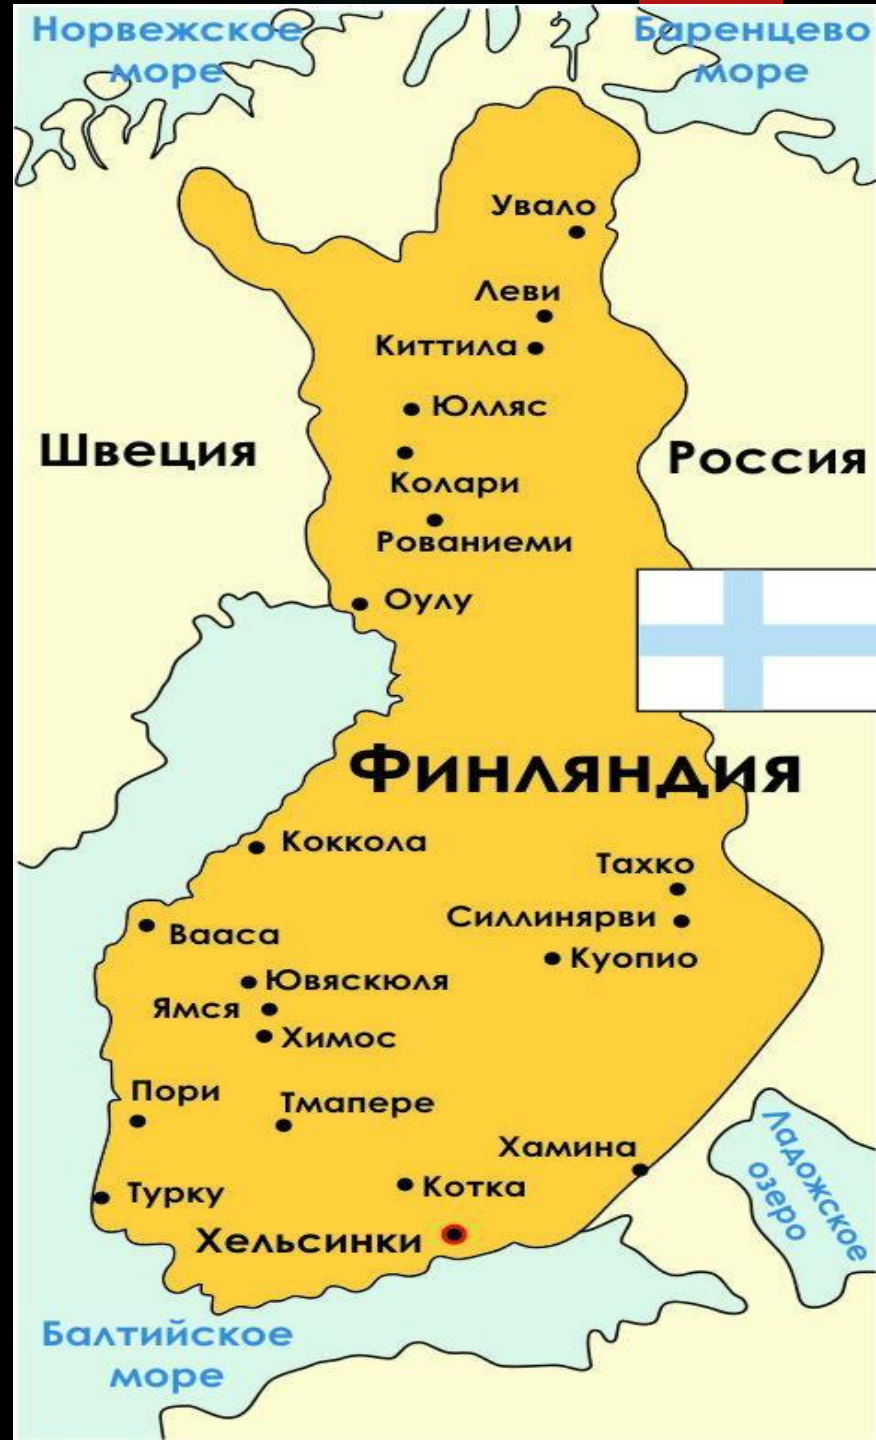 Норвежское
море
Баренцево
море
Увало
Леви
Киттила
Юлляс
Швеция
Россия
Колари
Рованиеми
Оулу
Финляндия
Коккола
Тахко
Силлинярви
Вааса
Куопио
Ювяскюля
Ямся
Химос
Пори
Тмапере
Хамина
Ладожское
озеро
Турку
Котка
Хельсинки
Балтийское
море